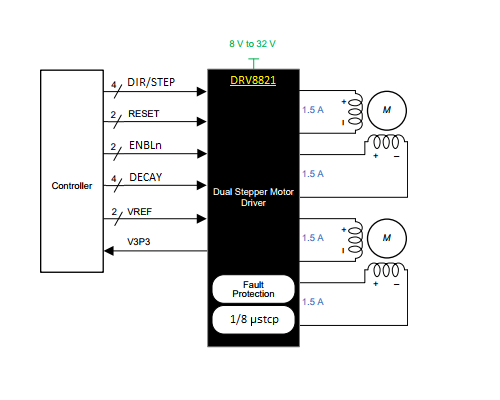 8 V to 32 V
DRV8821
4 DIR/STEP
2 RESET
2 ENBLn
4 DECAY
2 VREF
V3P3
Controller
Dual Stepper Motor
Driver
Fault
Protection
1/8 µstcp
1.5 A
+
–
M
1.5 A
+ –
1.5 A
+
–
M
1.5 A
+ –